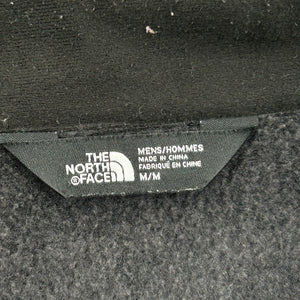 THE
NORTH
FACE
®
MENS/HOMMES
MADE IN CHINA
FABRIQUÉ EN CHINE
M/M